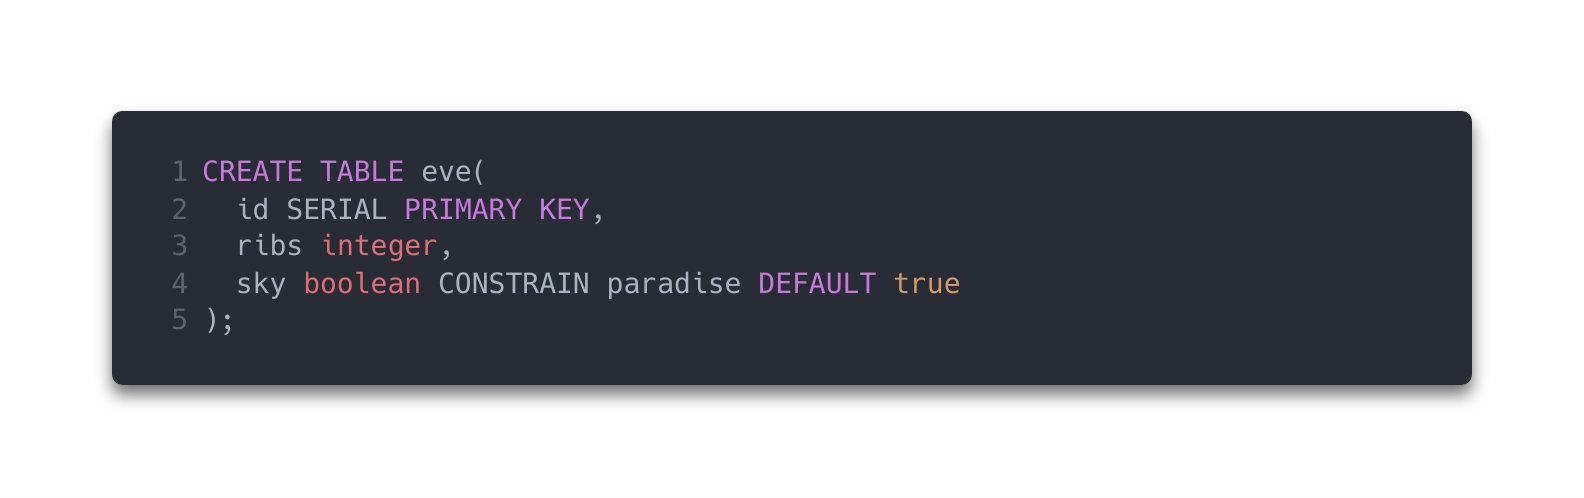 1 CREATE TABLE eve(
2   id SERIAL PRIMARY KEY,
3   ribs integer,
4   sky boolean CONSTRAIN paradise DEFAULT true
5 );